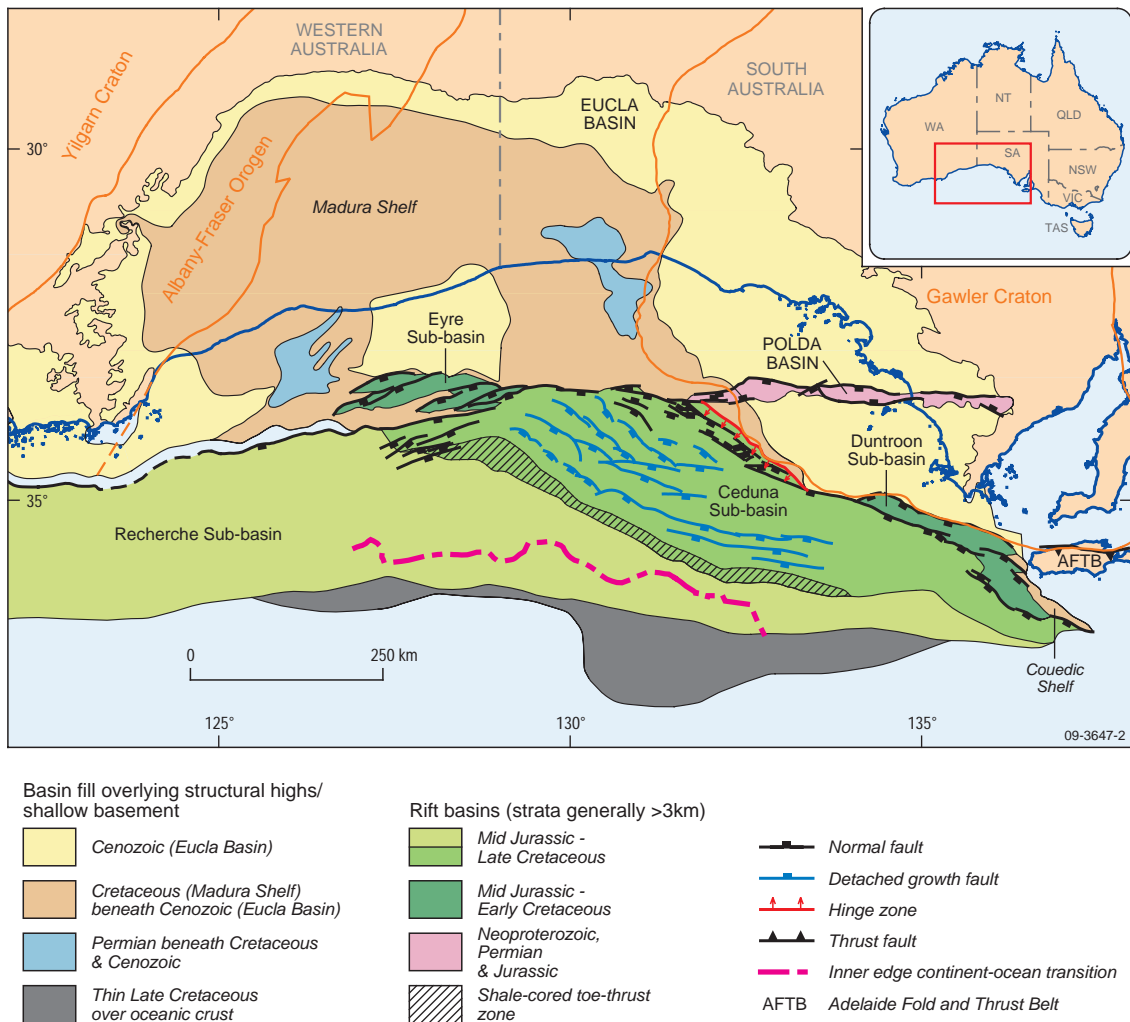 WESTERN
AUSTRALIA
SOUTH
AUSTRALIA
EUCLA
BASIN
Yilgarn Craton
30°
Albany-Fraser Orogen
Madura Shelf
Gawler Craton
Eyre
Sub-basin
POLDA
BASIN
Duntroon
Sub-basin
35°
Ceduna
Sub-basin
Recherche Sub-basin
AFTB
0
250 km
Couedic
Shelf
125°
130°
135°
09-3647-2
NT
QLD
WA
SA
NSW
VIC
TAS
Basin fill overlying structural highs/
shallow basement
Cenozoic (Eucla Basin)
Cretaceous (Madura Shelf)
beneath Cenozoic (Eucla Basin)
Permian beneath Cretaceous
& Cenozoic
Thin Late Cretaceous
over oceanic crust
Rift basins (strata generally >3km)
Mid Jurassic -
Late Cretaceous
Mid Jurassic -
Early Cretaceous
Neoproterozoic,
Permian
& Jurassic
Shale-cored toe-thrust
zone
Normal fault
Detached growth fault
Hinge zone
Thrust fault
Inner edge continent-ocean transition
AFTB Adelaide Fold and Thrust Belt